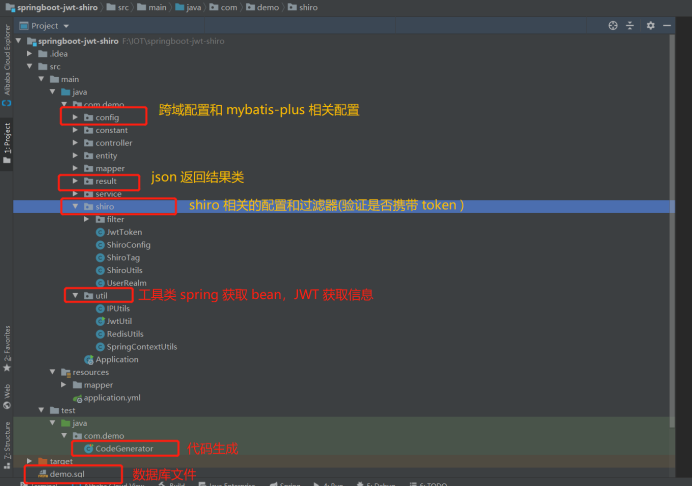 springboot-jwt-shiro src main java com demo shiro
Project
Alibaba Cloud Explorer
1: Project
2: Favorites
Web
7: Structure
springboot-jwt-shiro F:\IOT\springboot-jwt-shiro
.idea
src
main
java
com.demo
config 跨域配置和 mybatis-plus 相关配置
constant
controller
entity
mapper
result json 返回结果类
service
shiro shiro 相关的配置和过滤器(验证是否携带 token )
filter
JwtToken
ShiroConfig
ShiroTag
ShiroUtils
UserRealm
util 工具类 spring 获取 bean，JWT 获取信息
IPUtils
JwtUtil
RedisUtils
SpringContextUtils
Application
resources
mapper
application.yml
test
java
com.demo
CodeGenerator 代码生成
target
demo.sql 数据库文件